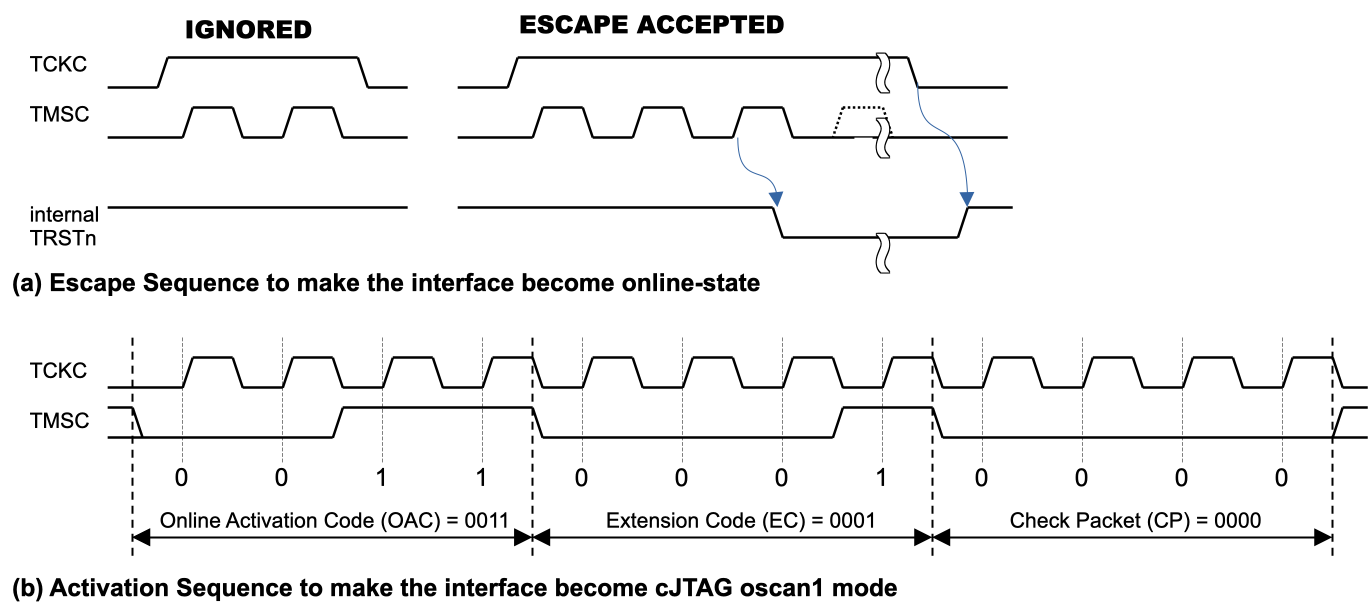 IGNORED
ESCAPE ACCEPTED
TCKC
TMSC
internal
TRSTn
(a) Escape Sequence to make the interface become online-state
TCKC
TMSC
0 0 1 1 0 0 0 1 0 0 0 0
Online Activation Code (OAC) = 0011
Extension Code (EC) = 0001
Check Packet (CP) = 0000
(b) Activation Sequence to make the interface become cJTAG oscan1 mode